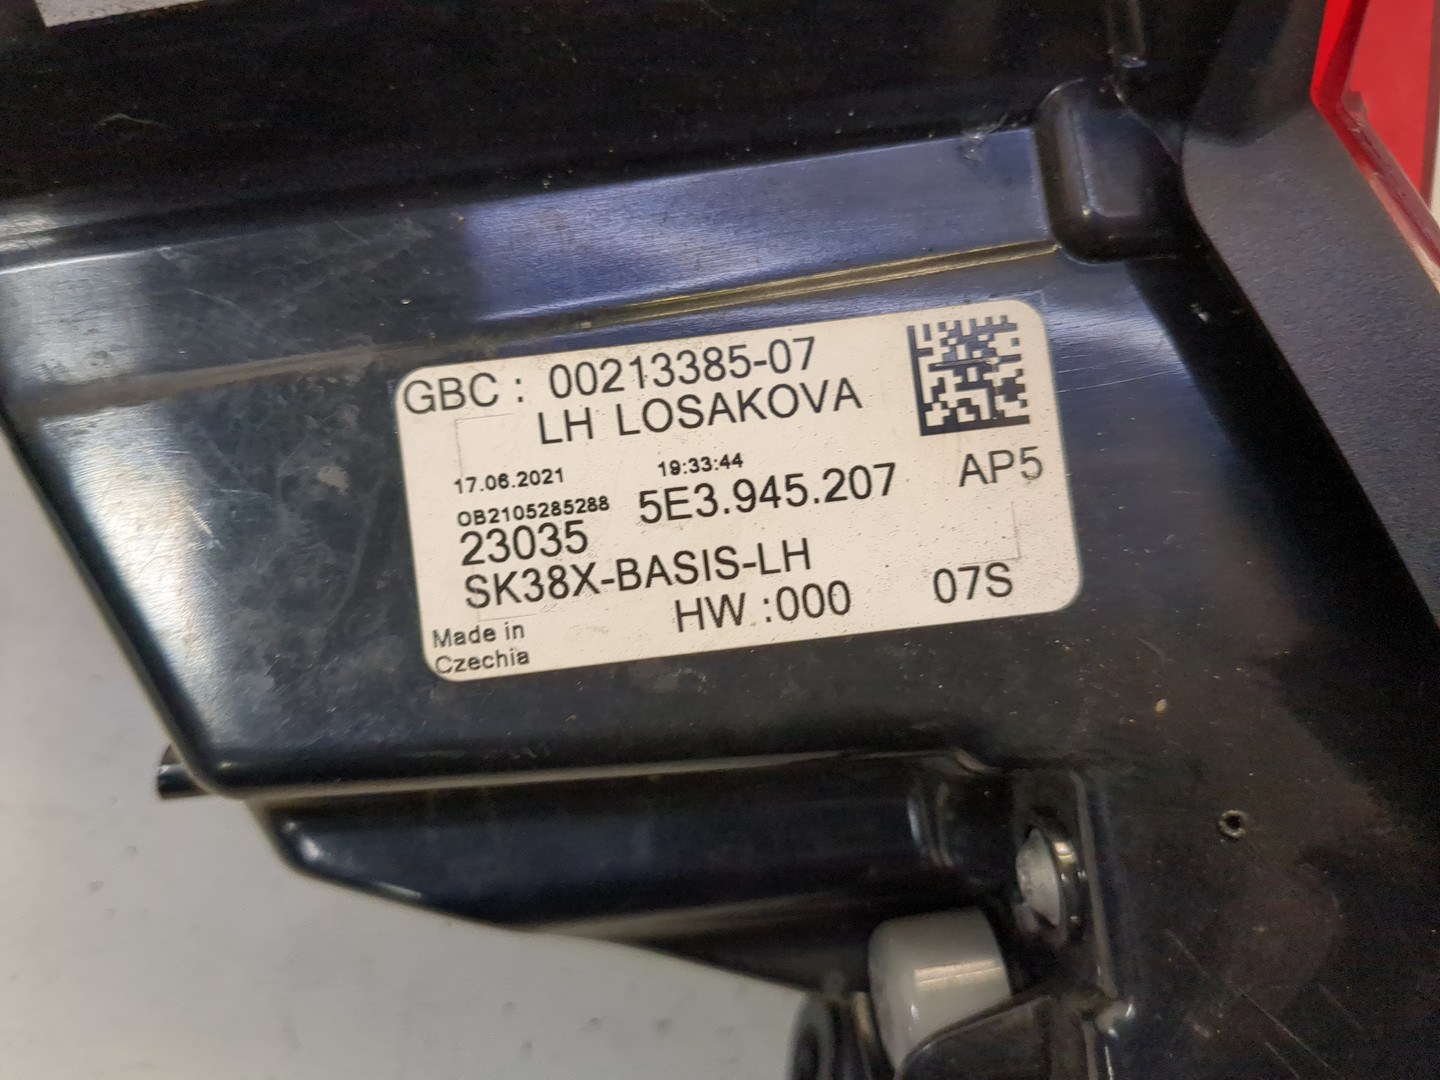 GBC : 00213385-07
LH LOSAKOVA
17.06.2021 19:33:44
OB2105285288 5E3.945.207 AP5
23035
SK38X-BASIS-LH
HW :000 07S
Made in
Czechia